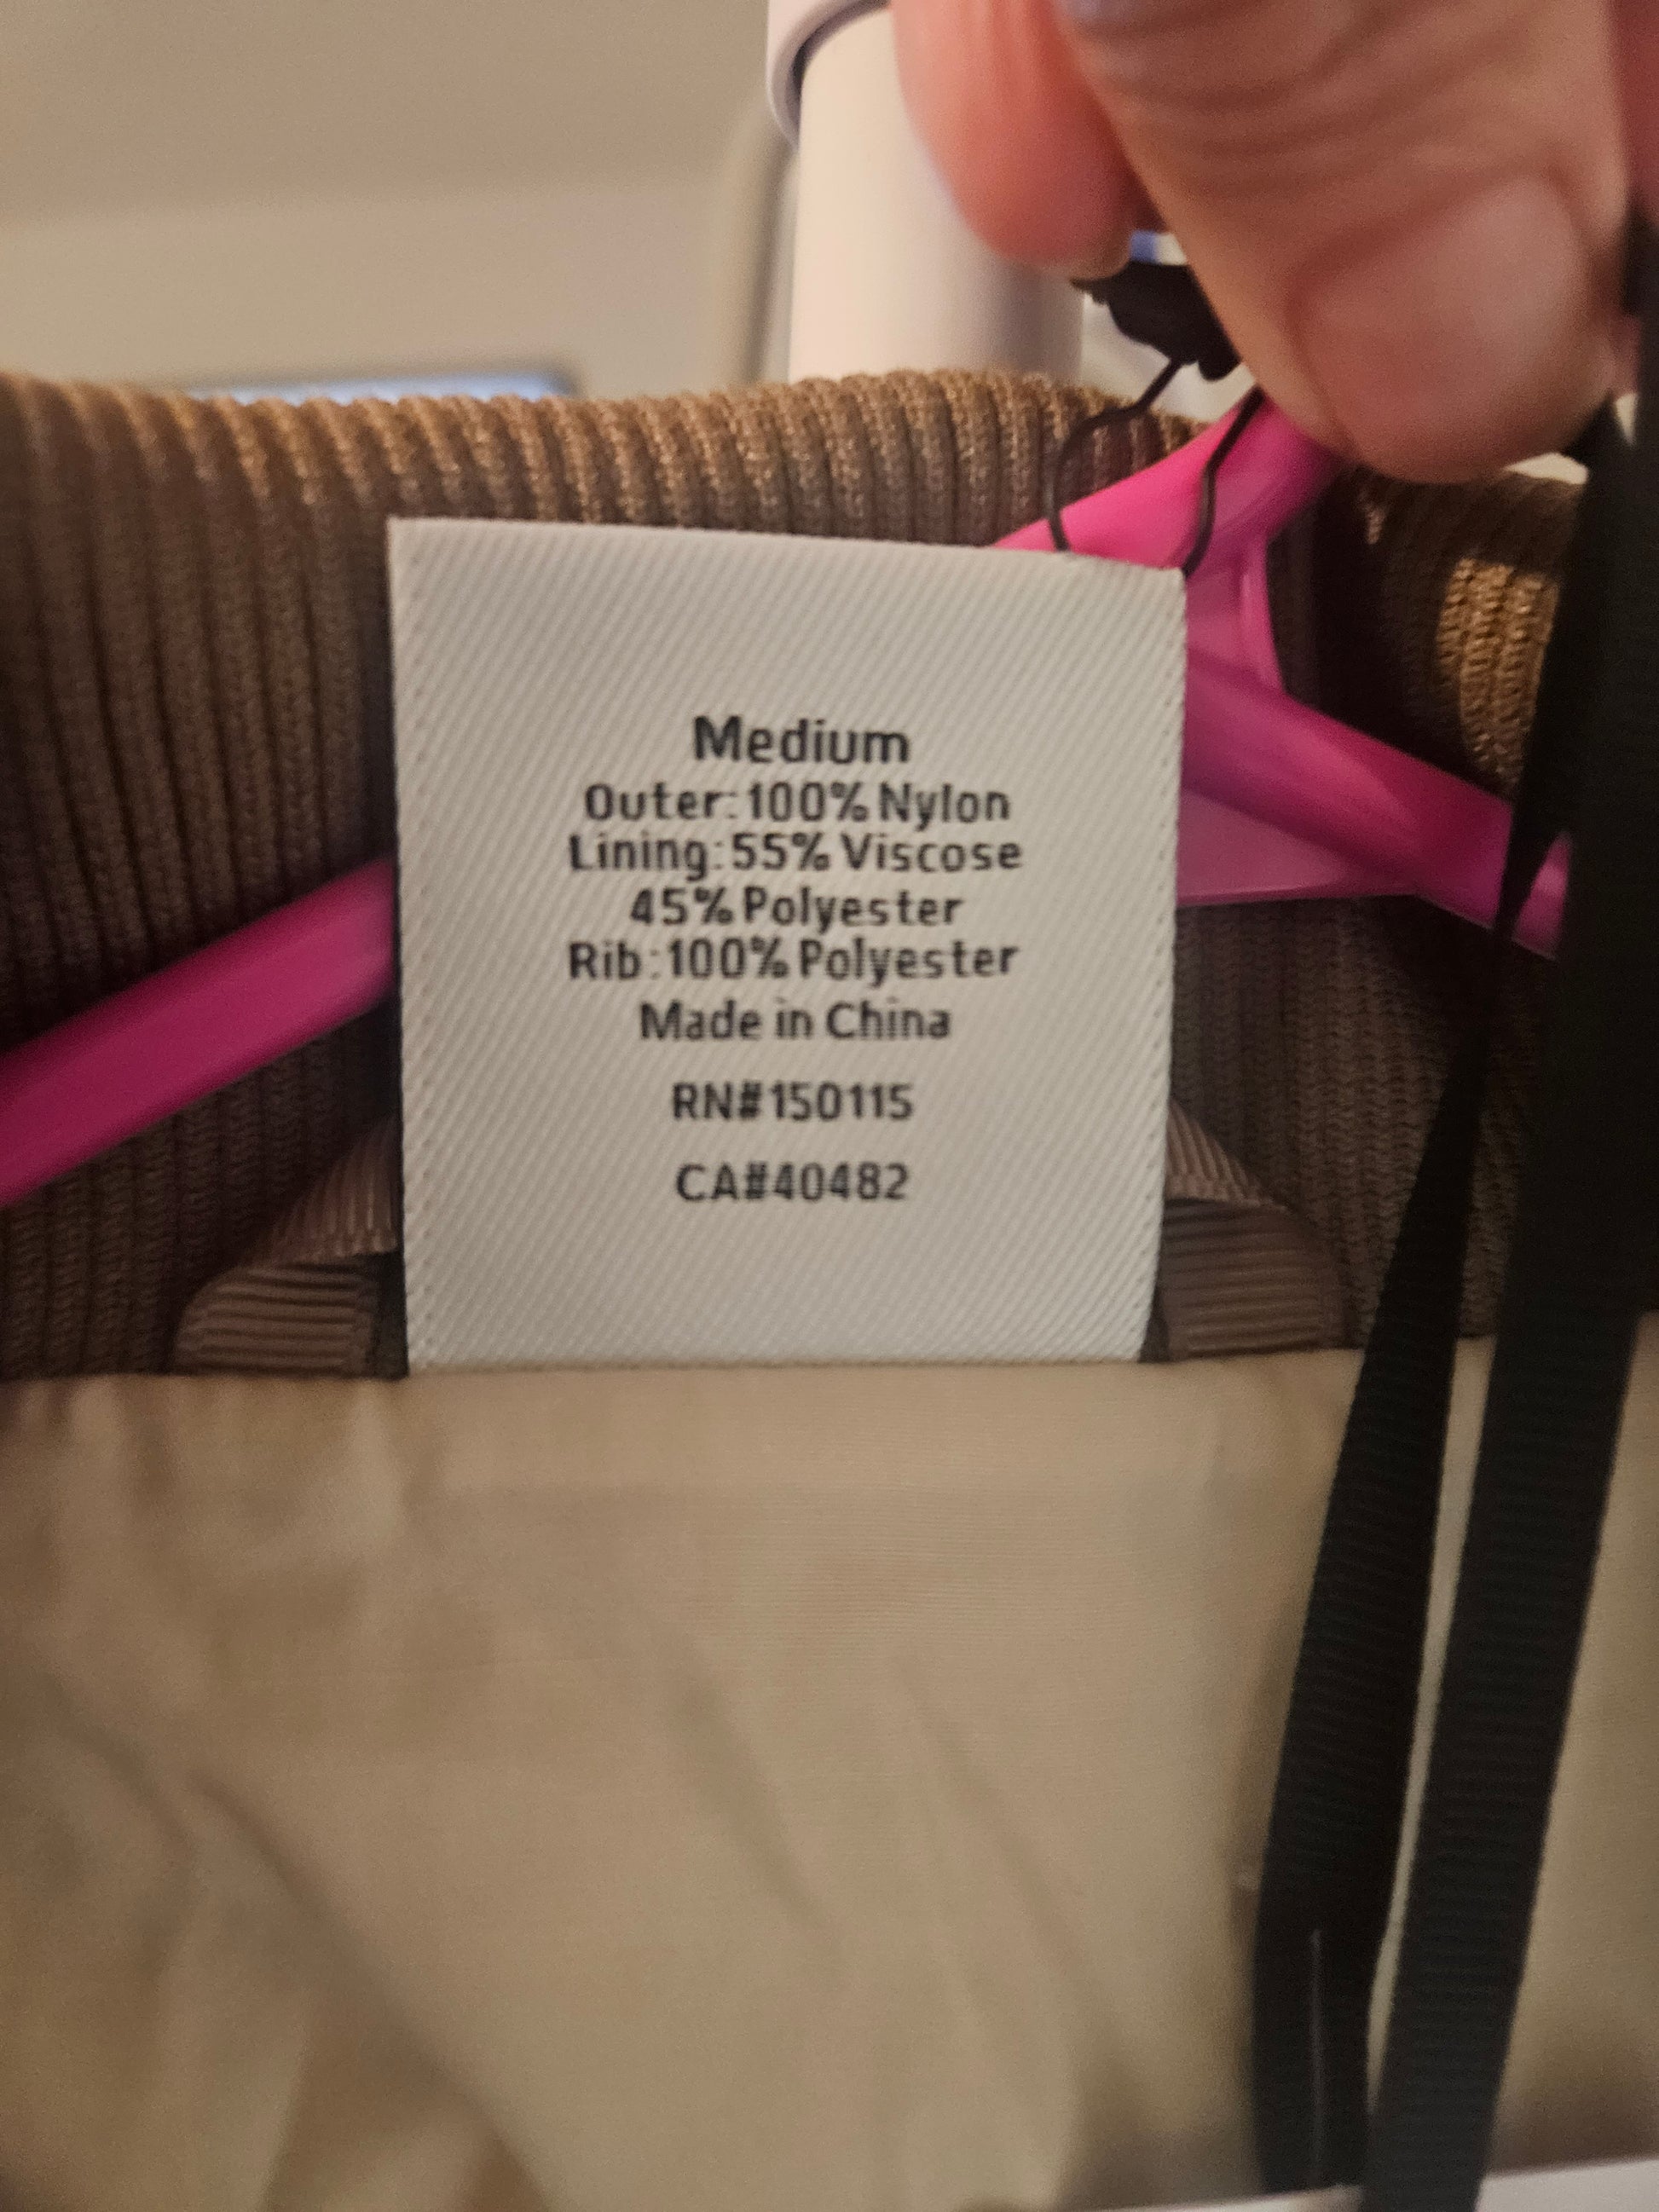 Medium
Outer:100% Nylon
Lining:55% Viscose
45% Polyester
Rib:100% Polyester
Made in China
RN#150115
CA#40482